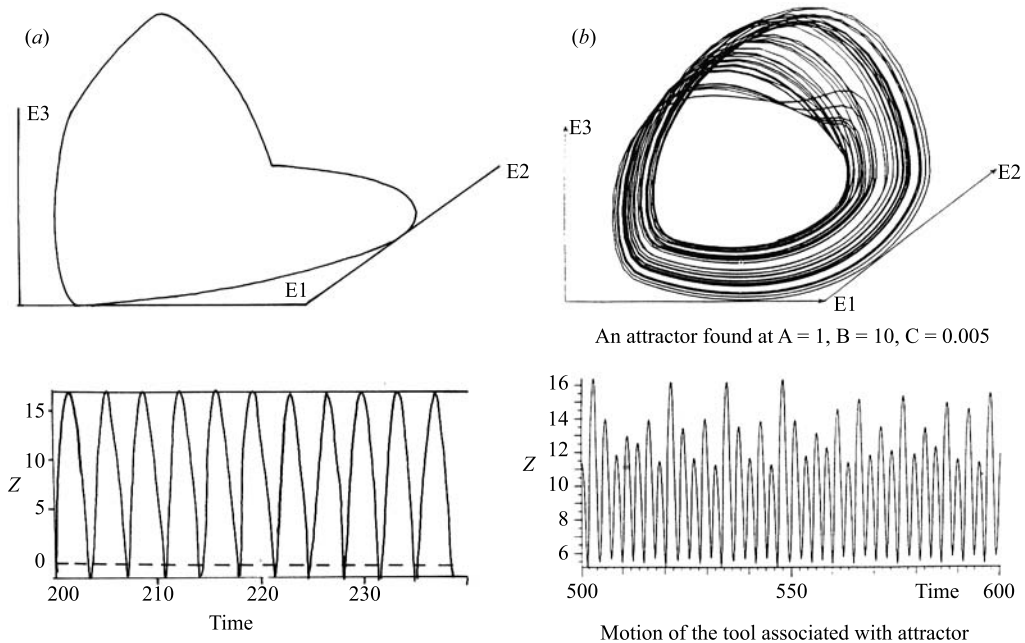 (a)
E3
E2
E1
(b)
E3
E2
E1
An attractor found at A = 1, B = 10, C = 0.005
15
10
Z
5
0
200 210 220 230
Time
16
14
12
Z
10
8
6
500 550 Time 600
Motion of the tool associated with attractor